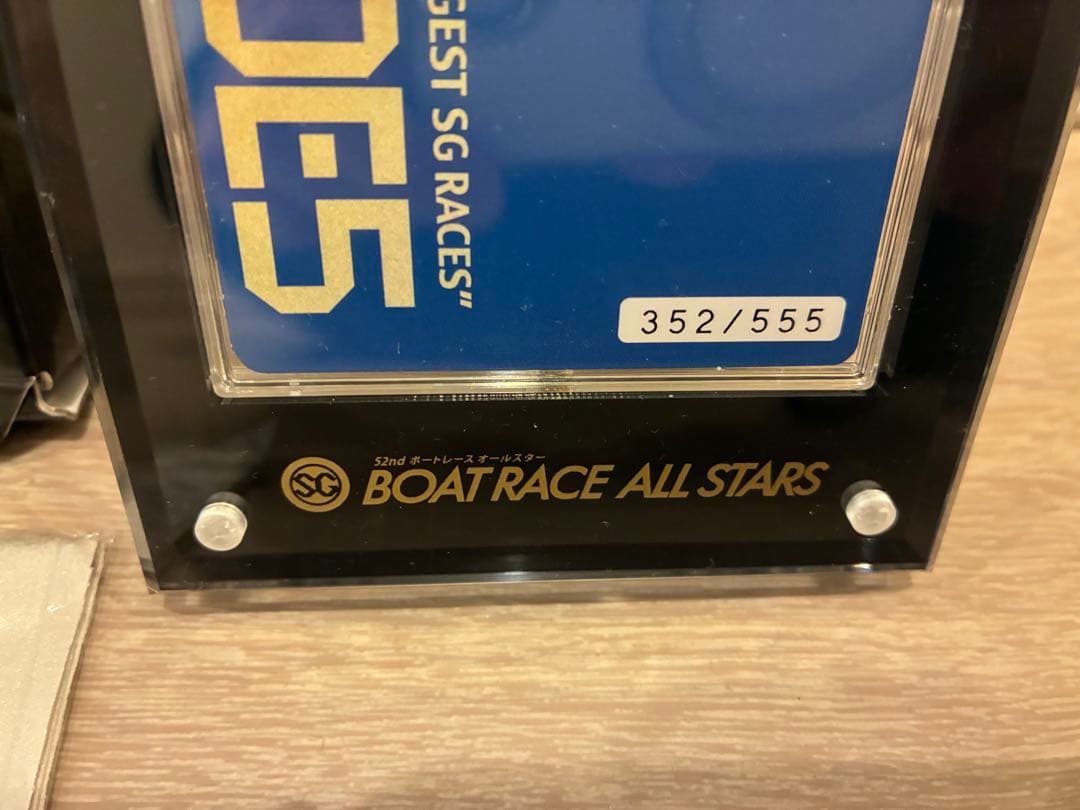 GEST SG RACES"
352/555
SG
52nd ボートレース オールスター
BOAT RACE ALL STARS